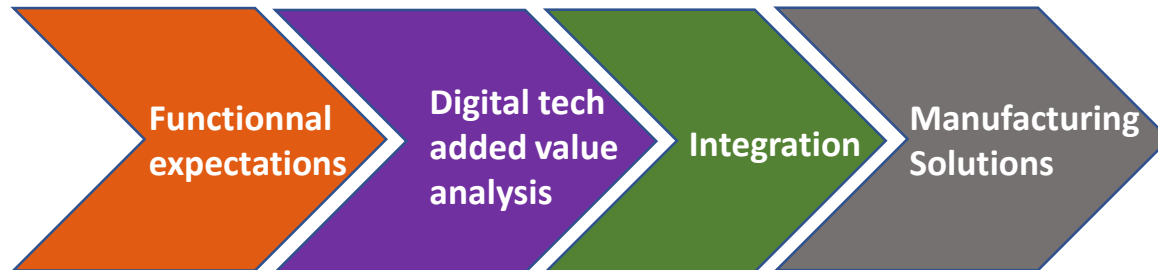 Functionnal
expectations
Digital tech
added value
analysis
Integration
Manufacturing
Solutions